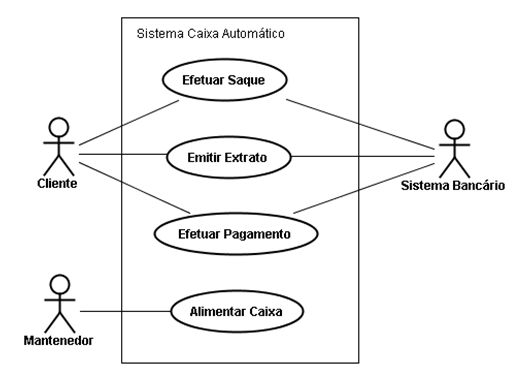 Sistema Caixa Automático
Efetuar Saque
Emitir Extrato
Cliente
Sistema Bancário
Efetuar Pagamento
Alimentar Caixa
Mantenedor